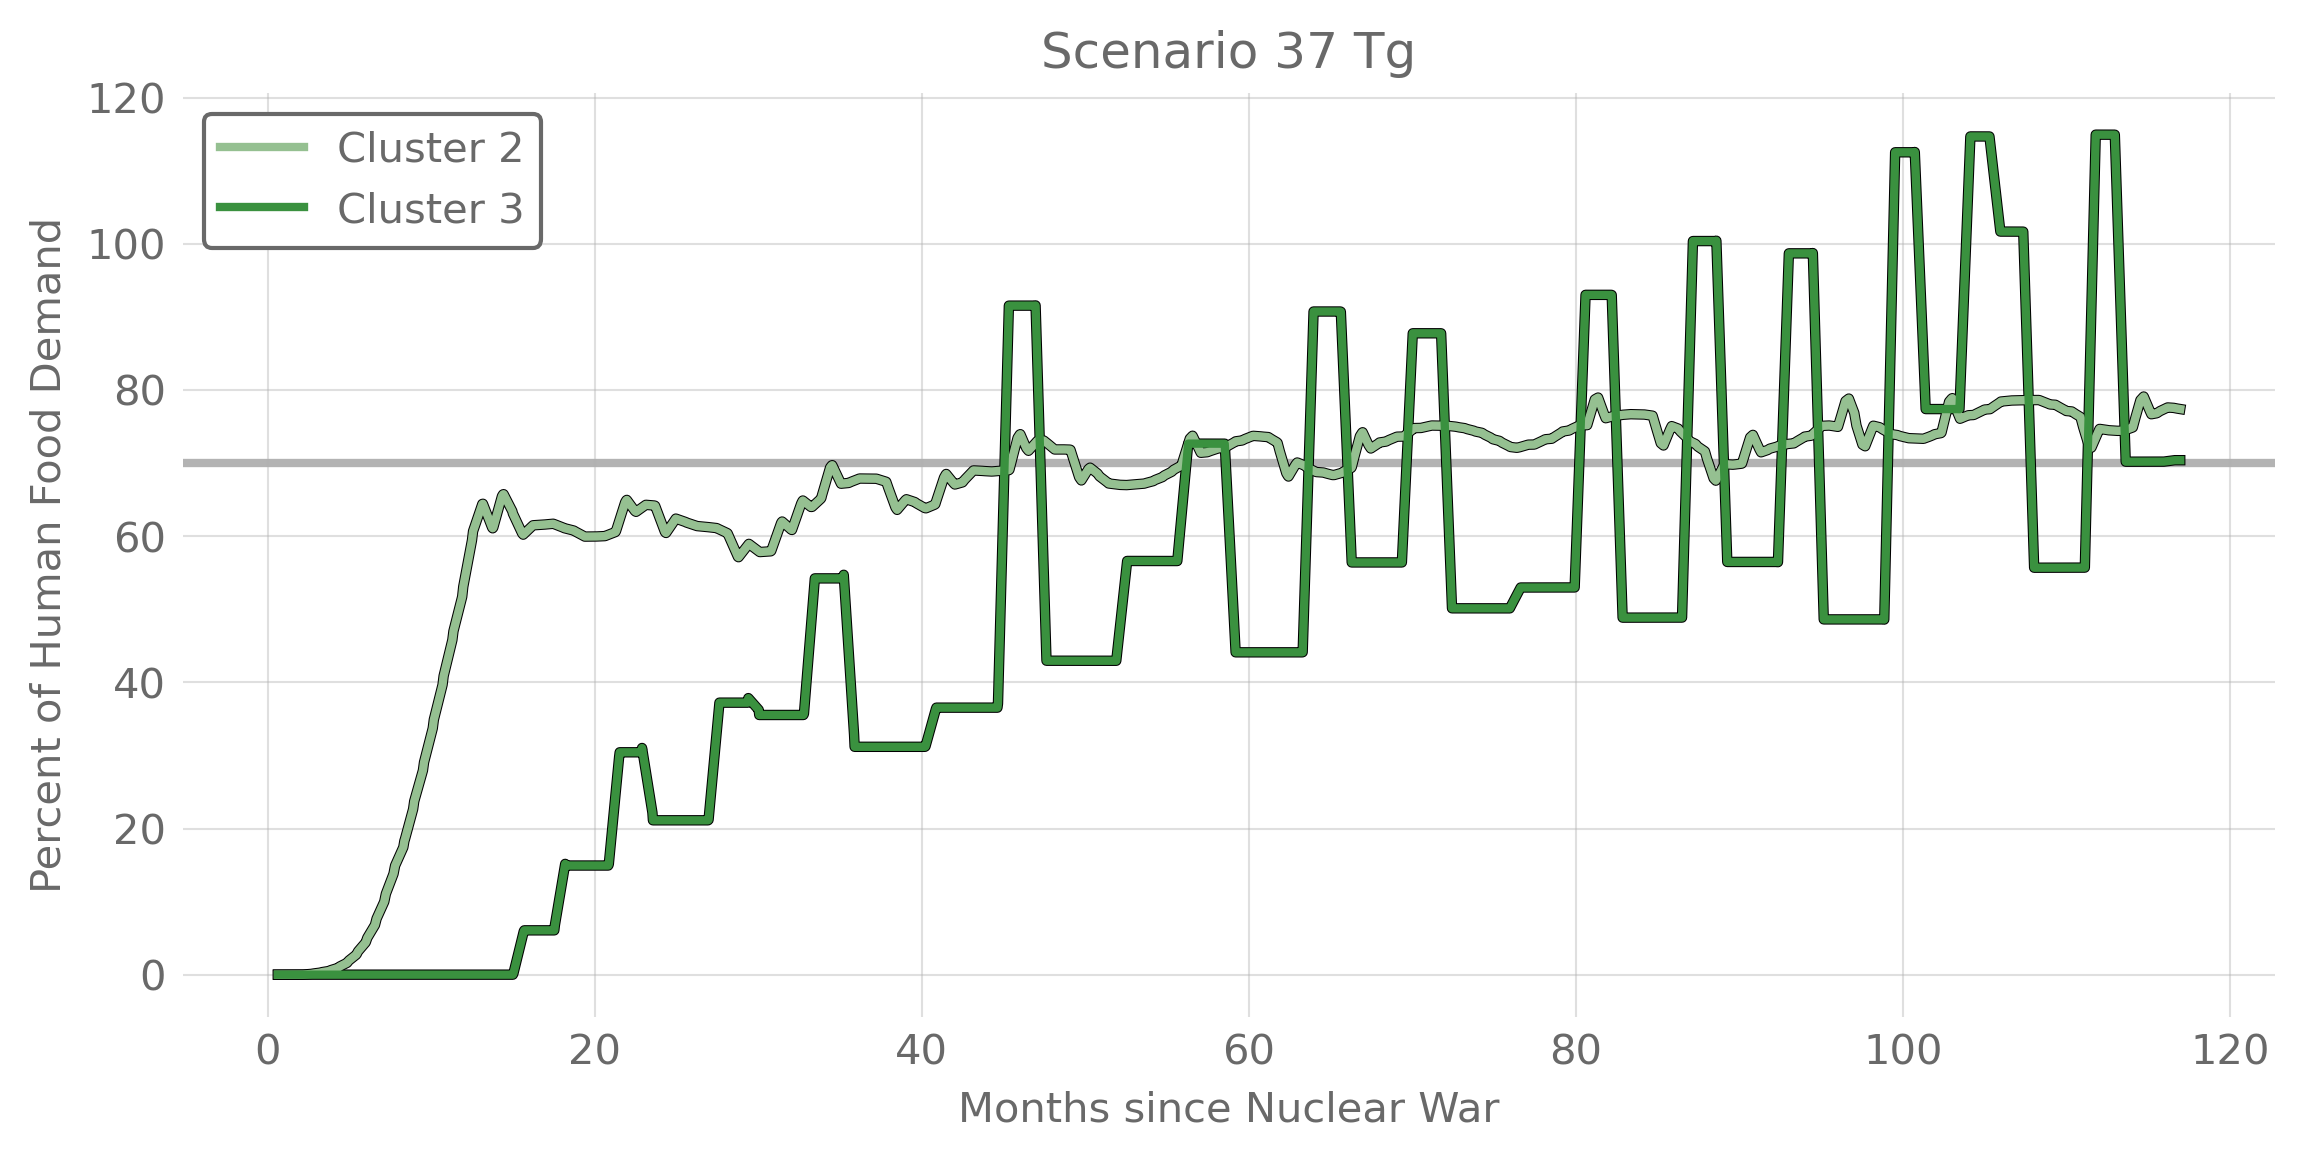 Scenario 37 Tg
120
100
80
60
40
20
0
Percent of Human Food Demand
Cluster 2
Cluster 3
0 20 40 60 80 100 120
Months since Nuclear War